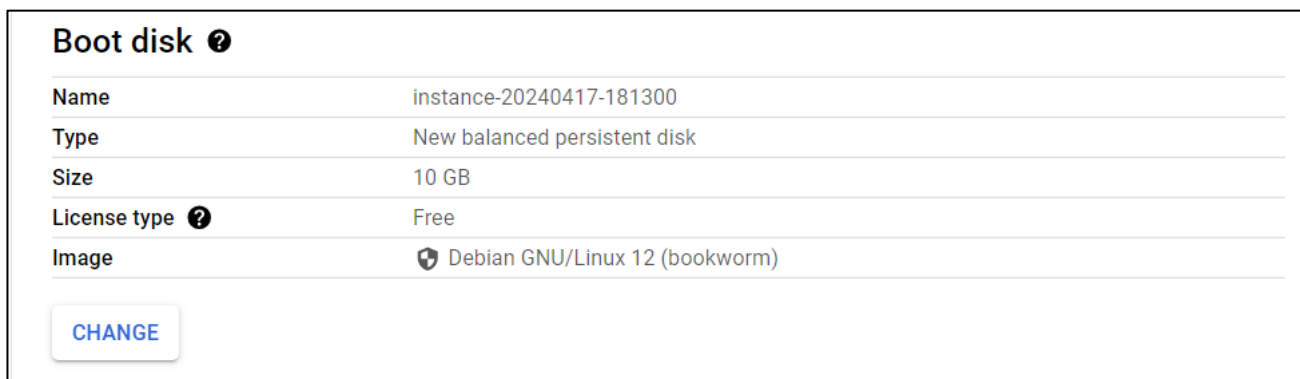 Boot disk
Name instance-20240417-181300
Type New balanced persistent disk
Size 10 GB
License type Free
Image Debian GNU/Linux 12 (bookworm)
CHANGE